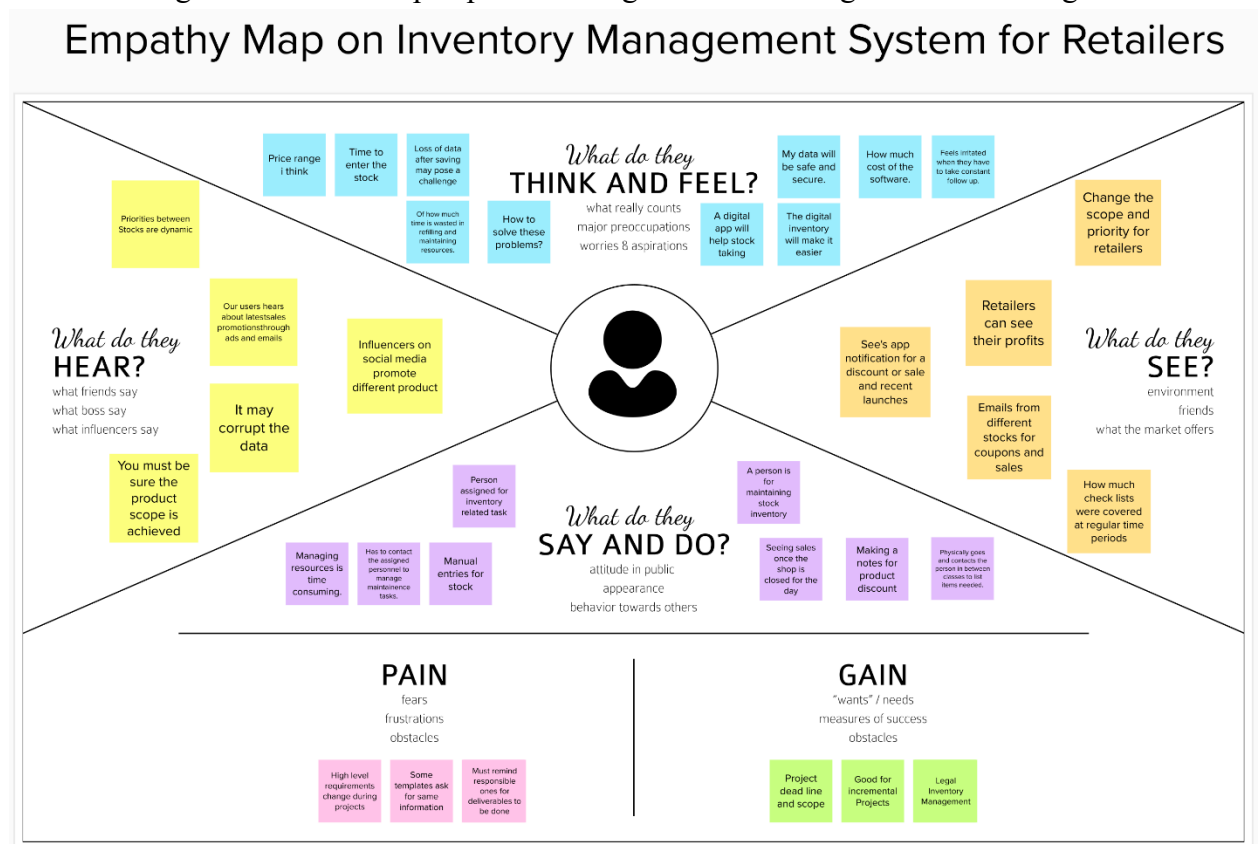 Empathy Map on Inventory Management System for Retailers
What do they
THINK AND FEEL?
what really counts
major preoccupations
worries & aspirations
Price range
i think
Time to
enter the
stock
Loss of data
after saving
may pose a
challenge
Of how much
time is wasted in
refilling and
maintaining
resources.
How to
solve these
problems?
My data will
be safe and
secure.
How much
cost of the
software.
Feels irritated
when they have
to take constant
follow up.
A digital
app will
help stock
taking
The digital
inventory
will make it
easier
What do they
HEAR?
what friends say
what boss say
what influencers say
Priorities between
Stocks are dynamic
Our users hears
about latestsales
promotionsthrough
ads and emails
Influencers on
social media
promote
different product
It may
corrupt the
data
You must be
sure the
product
scope is
achieved
What do they
SEE?
environment
friends
what the market offers
Change the
scope and
priority for
retailers
Retailers
can see
their profits
See's app
notification for a
discount or sale
and recent
launches
Emails from
different
stocks for
coupons and
sales
How much
check lists
were covered
at regular time
periods
What do they
SAY AND DO?
attitude in public
appearance
behavior towards others
Person
assigned for
inventory
related task
Managing
resources is
time
consuming.
Has to contact
the assigned
personnel to
manage
maintainence
tasks.
Manual
entries for
stock
A person is
for
maintaining
stock
inventory
Seeing sales
once the
shop is
closed for the
day
Making a
notes for
product
discount
Physically goes
and contacts the
person in between
classes to list
items needed.
PAIN
fears
frustrations
obstacles
High level
requirements
change during
projects
Some
templates ask
for same
information
Must remind
responsible
ones for
deliverables to
be done
GAIN
"wants" / needs
measures of success
obstacles
Project
dead line
and scope
Good for
incremental
Projects
Legal
Inventory
Management